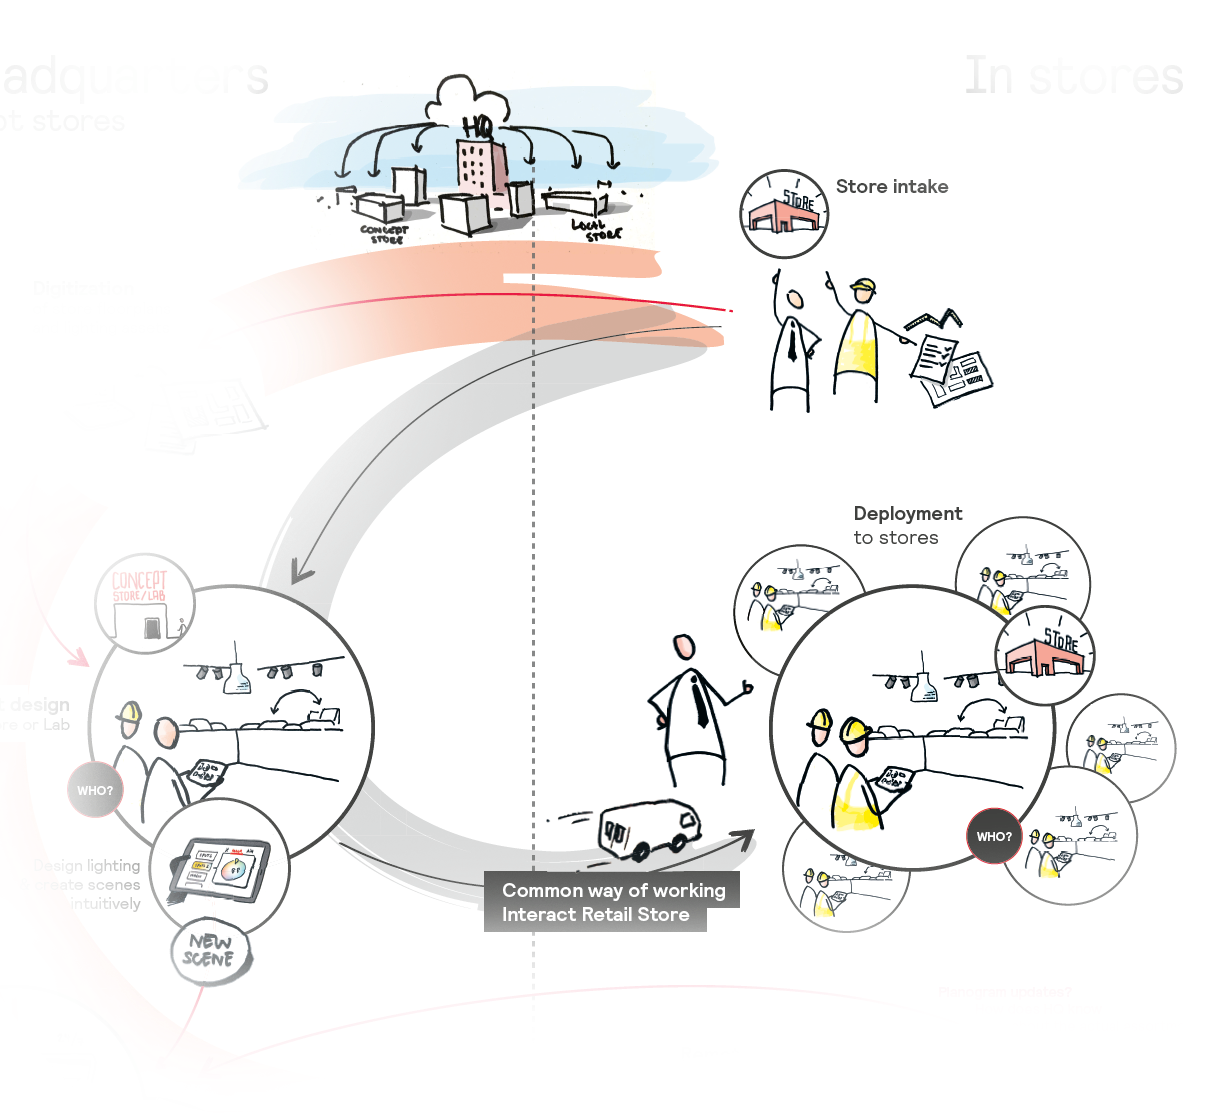 adquarters
In stores
pt stores
HQ
CONCEPT
STORE
LOCAL
STORE
STORE
Store intake
Deployment
to stores
CONCEPT
STORE/LAB
STORE
t design
ore or Lab
WHO?
WHO?
Design lighting
create scenes
intuitively
NEW
SCENE
Common way of working
Interact Retail Store